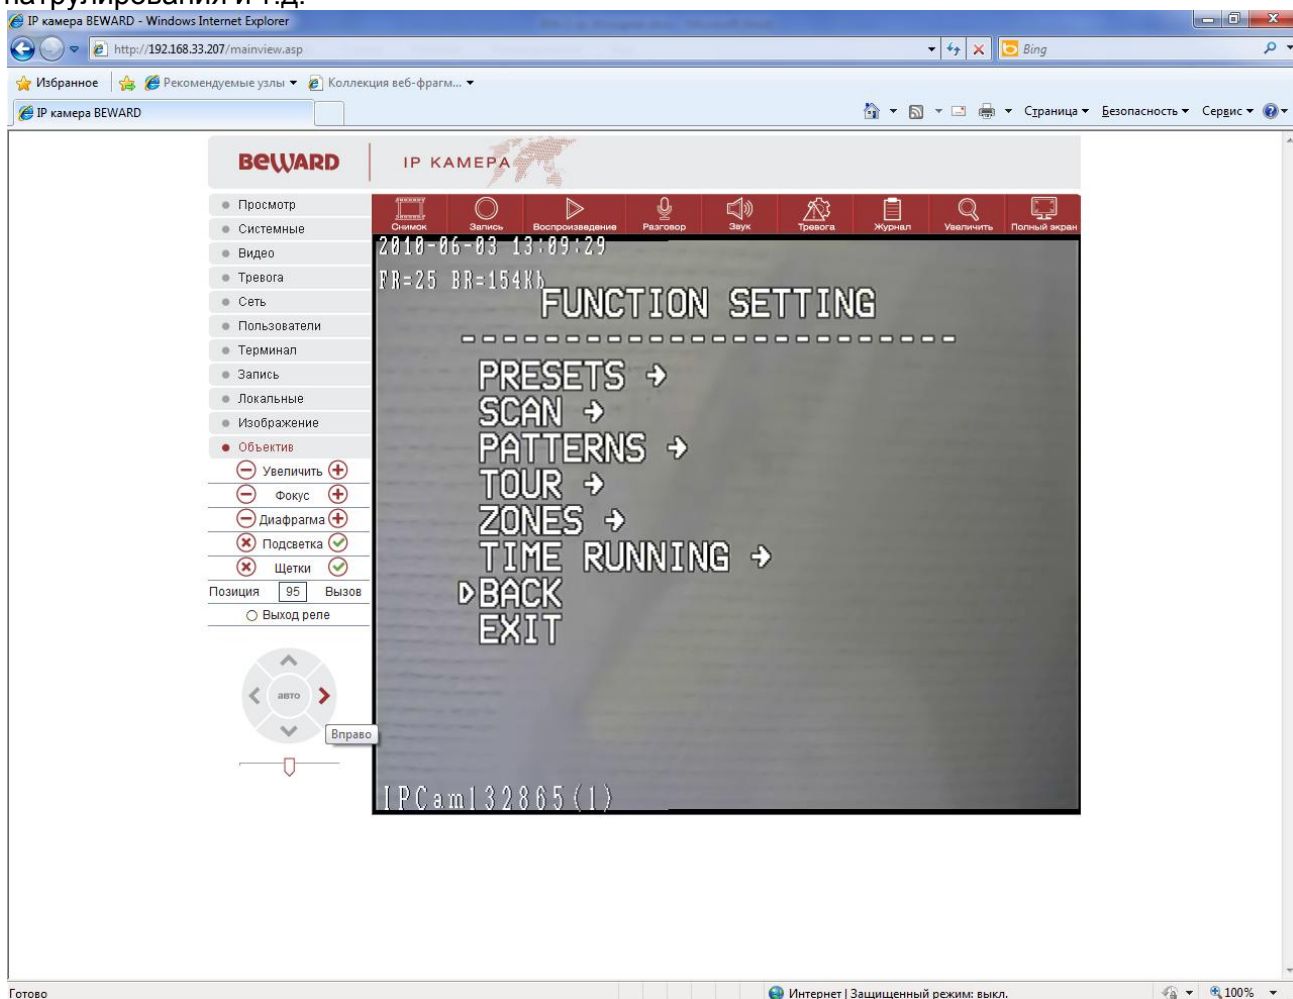 патрулирования и т.д.
IP камера BEWARD - Windows Internet Explorer
http://192.168.33.207/mainview.asp
Bing
Избранное
Рекомендуемые узлы
Коллекция веб-фрагм...
IP камера BEWARD
Страница
Безопасность
Сервис
BEWARD
IP КАМЕРА
Просмотр
Системные
Видео
Тревога
Сеть
Пользователи
Терминал
Запись
Локальные
Изображение
Объектив
Увеличить
Фокус
Диафрагма
Подсветка
Щетки
Позиция 95 Вызов
Выход реле
авто
Вправо
Снимок
Запись
Воспроизведение
Разговор
Звук
Тревога
Журнал
Увеличить
Полный экран
2010-06-03 13:09:29
FR=25 BR=154Kb
FUNCTION SETTING
--------------------------
PRESETS →
SCAN →
PATTERNS →
TOUR →
ZONES →
TIME RUNNING →
BACK
EXIT
IPCam132865(1)
Готово
Интернет | Защищенный режим: выкл.
100%